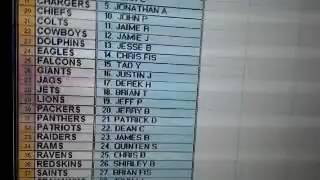 CHARGERS 9 JONATHAN A
CHIEFS 10 JOHN P
COLTS 11 JAIME R
COWBOYS 12 JAMIE J
DOLPHINS 13 JESSE B
EAGLES 14 CHRIS FIS
FALCONS 15 TAD Y
GIANTS 16 JUSTIN J
JAGS 17 DEREK H
JETS 18 BRIAN T
LIONS 19 JEFF P
PACKERS 20 JERRY B
PANTHERS 21 PATRICK D
PATRIOTS 22 DEAN C
RAIDERS 23 JAMES B
RAMS 24 QUINTEN S
RAVENS 25 CHRIS D
REDSKINS 26 SHIRLEY B
SAINTS 27 BRIAN FIS